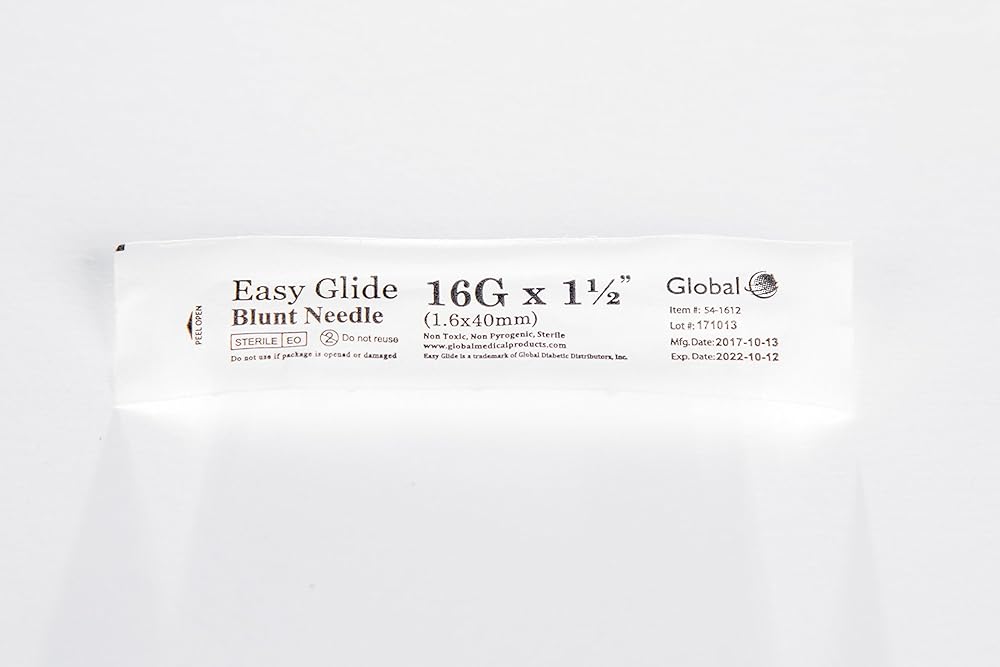 PEEL OPEN
Easy Glide
Blunt Needle
STERILE EO
2 Do not reuse
Do not use if package is opened or damaged
16G x 1½”
(1.6x40mm)
Non Toxic, Non Pyrogenic, Sterile
www.globalmedicalproducts.com
Easy Glide is a trademark of Global Diabetic Distributors, Inc.
Global
Item #: 54-1612
Lot #: 171013
Mfg. Date: 2017-10-13
Exp. Date: 2022-10-12